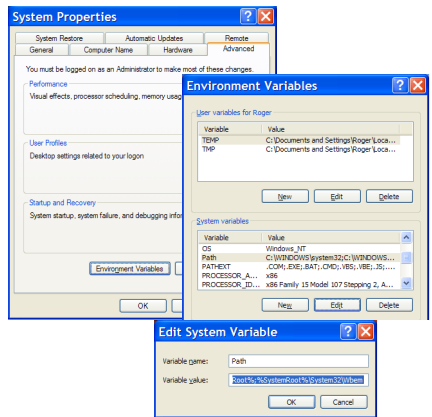 System Properties
System Restore Automatic Updates Remote
General Computer Name Hardware Advanced
You must be logged on as an Administrator to make most of these changes.
Performance
Visual effects, processor scheduling, memory usag
User Profiles
Desktop settings related to your logon
Startup and Recovery
System startup, system failure, and debugging infor
Environment Variables
OK
Environment Variables
User variables for Roger
Variable Value
TEMP C:\Documents and Settings\Roger\Loca...
TMP C:\Documents and Settings\Roger\Loca...
New Edit Delete
System variables
Variable Value
OS Windows_NT
Path C:\WINDOWS\system32;C:\WINDOWS...
PATHEXT .COM;.EXE;.BAT;.CMD;.VBS;.VBE;.JS;....
PROCESSOR_A... x86
PROCESSOR_ID... x86 Family 15 Model 107 Stepping 2, A...
New Edit Delete
Edit System Variable
Variable name: Path
Variable value: Root%;%SystemRoot%\System32\Wbem
OK Cancel